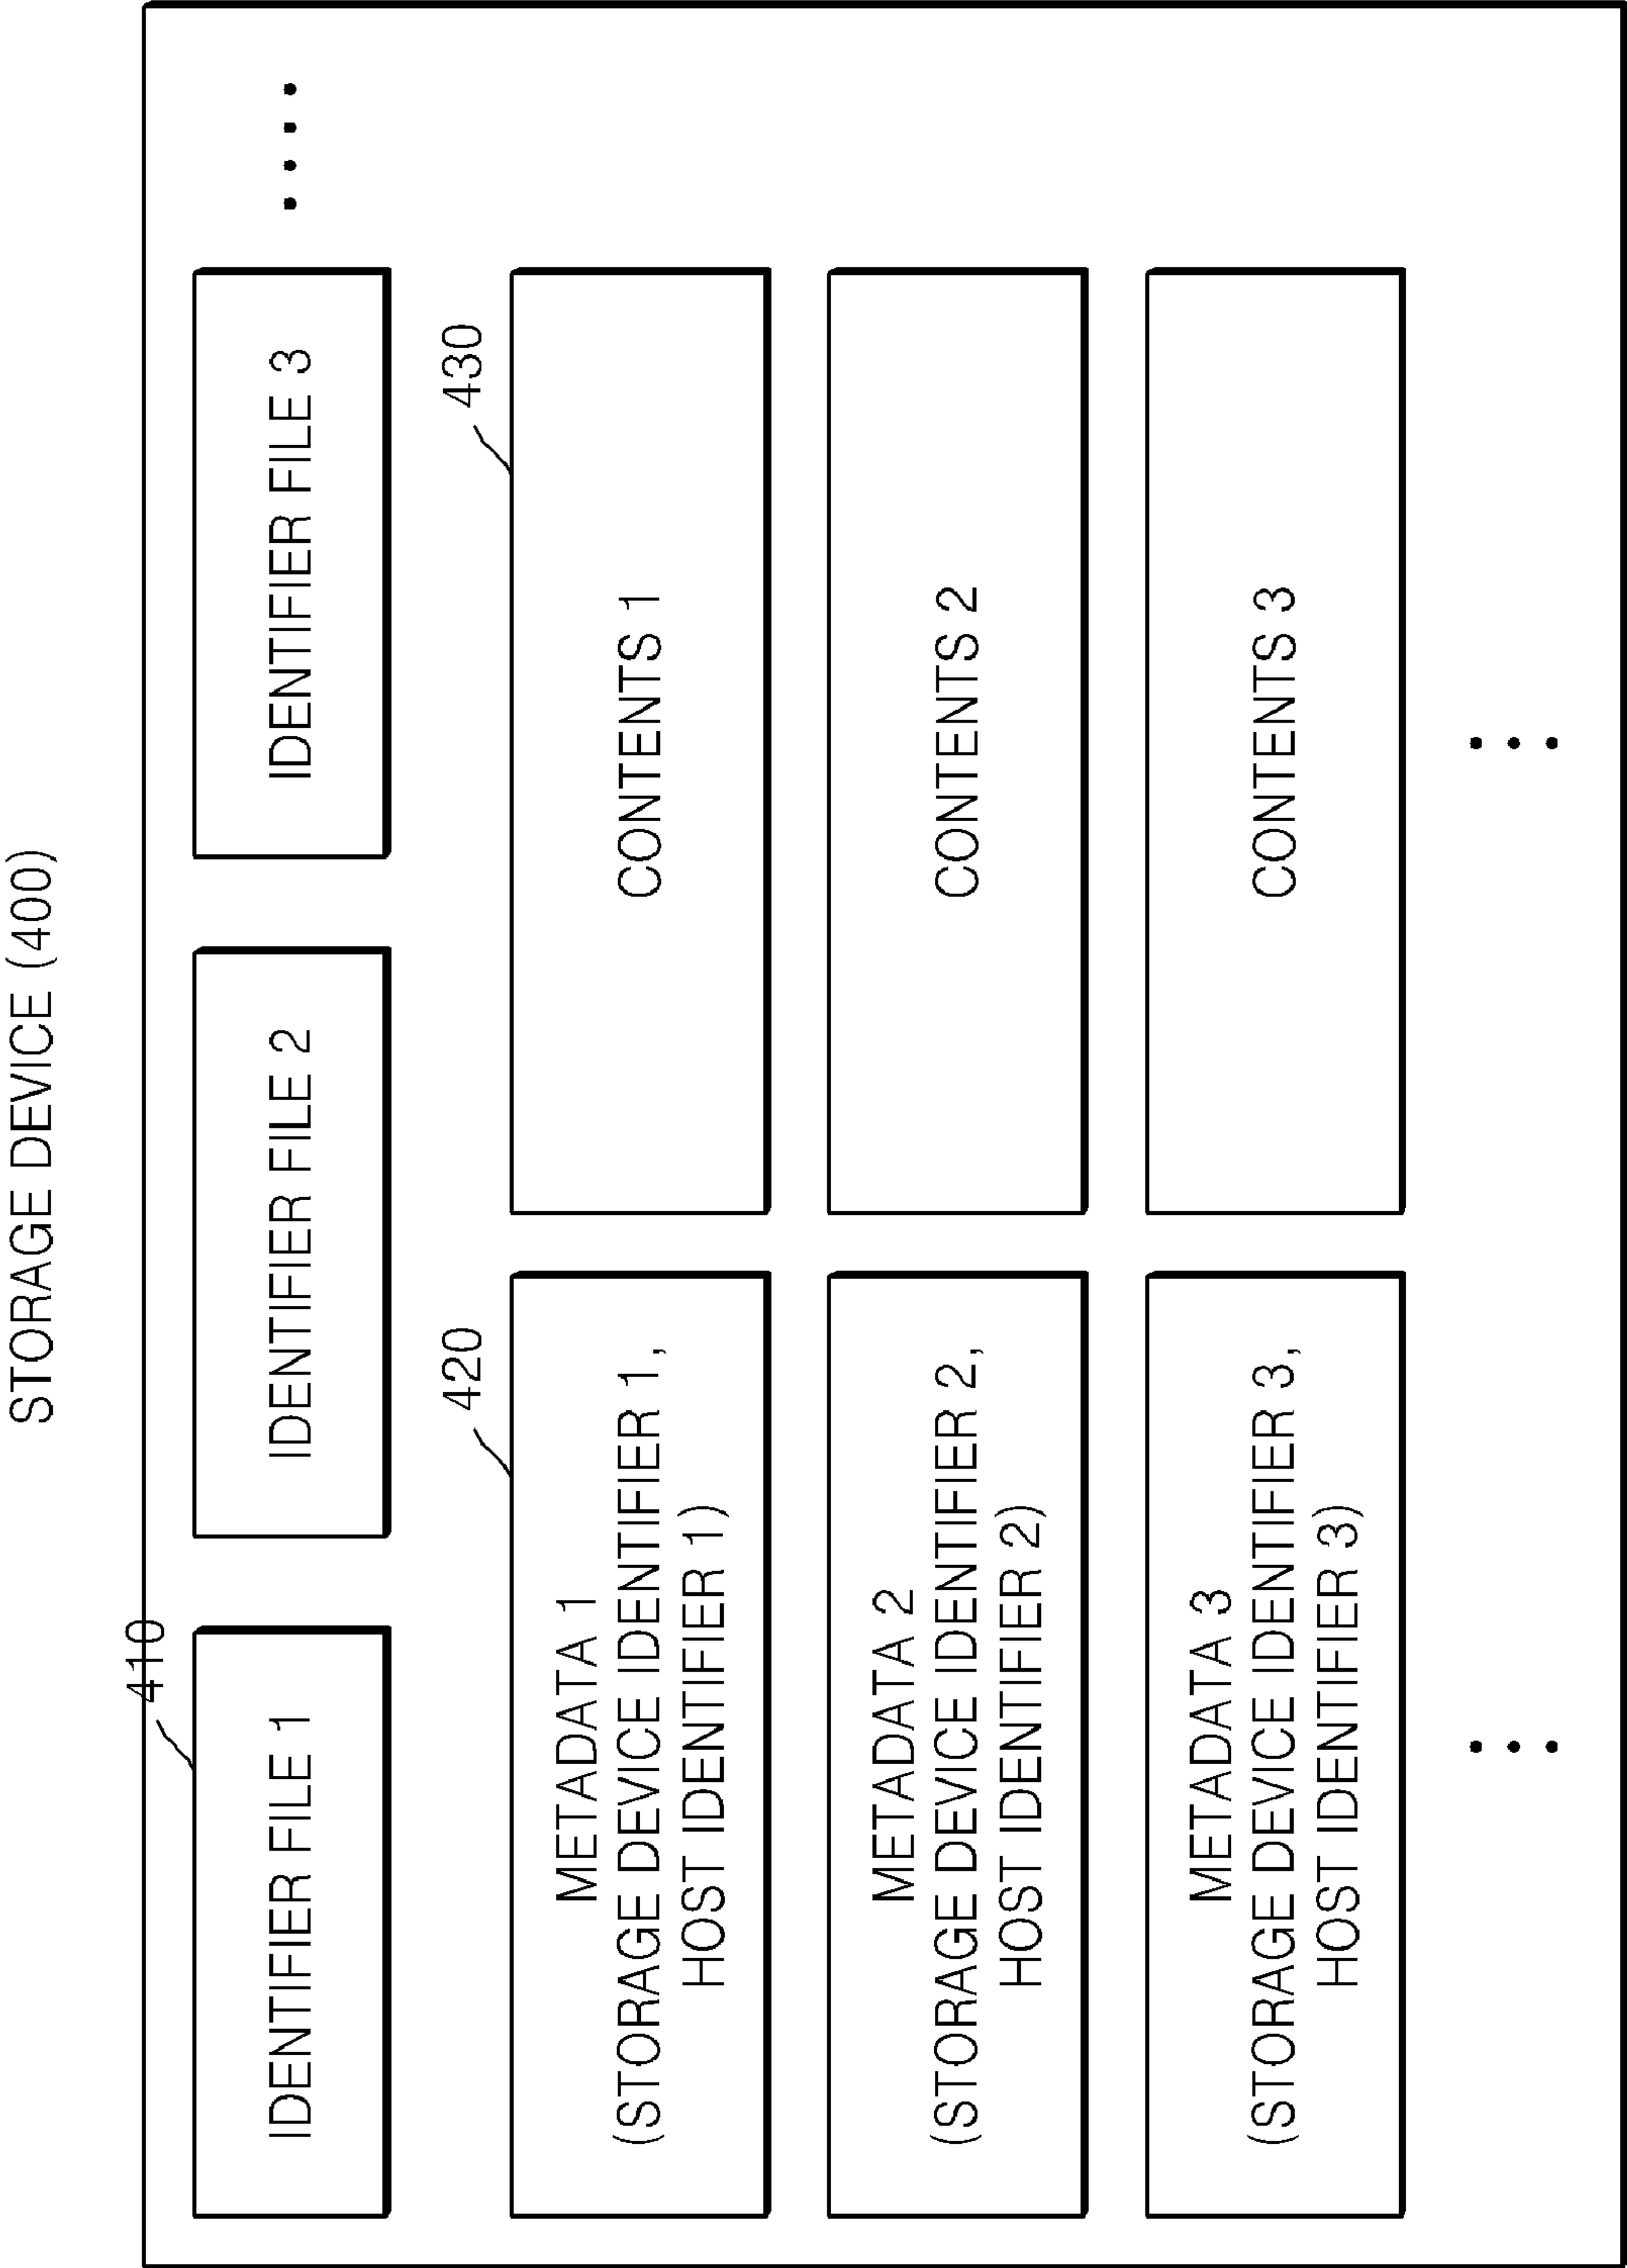 STORAGE DEVICE (400)
410
IDENTIFIER FILE 1
IDENTIFIER FILE 2
IDENTIFIER FILE 3
420
430
METADATA 1
(STORAGE DEVICE IDENTIFIER 1,
HOST IDENTIFIER 1)
CONTENTS 1
METADATA 2
(STORAGE DEVICE IDENTIFIER 2,
HOST IDENTIFIER 2)
CONTENTS 2
METADATA 3
(STORAGE DEVICE IDENTIFIER 3,
HOST IDENTIFIER 3)
CONTENTS 3